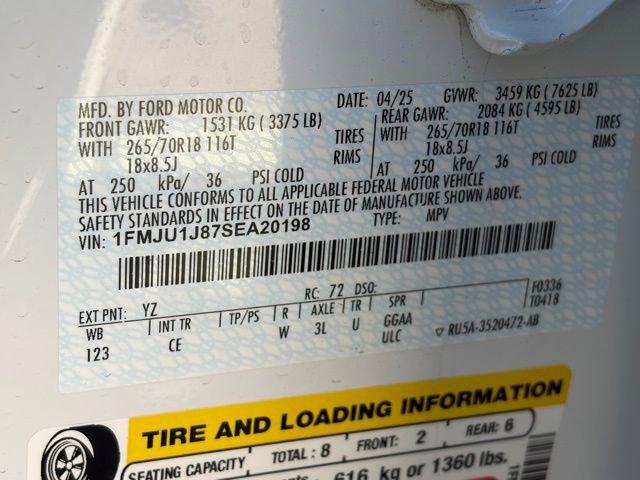 MFD. BY FORD MOTOR CO. DATE: 04/25 GVWR: 3459 KG ( 7625 LB)
FRONT GAWR: 1531 KG ( 3375 LB) REAR GAWR: 2084 KG ( 4595 LB)
WITH 265/70R18 116T TIRES WITH 265/70R18 116T TIRES
18x8.5J RIMS 18x8.5J RIMS
AT 250 kPa/ 36 PSI COLD AT 250 kPa/ 36 PSI COLD
THIS VEHICLE CONFORMS TO ALL APPLICABLE FEDERAL MOTOR VEHICLE
SAFETY STANDARDS IN EFFECT ON THE DATE OF MANUFACTURE SHOWN ABOVE.
VIN: 1FMJU1J87SEA20198 TYPE: MPV
F0336
EXT PNT: YZ RC: 72 DSO: T0418
WB INT TR TP/PS R AXLE TR SPR
123 CE W 3L U GGAA
ULC ▽ RU5A-3520472-AB
TIRE AND LOADING INFORMATION
SEATING CAPACITY TOTAL : 8 FRONT: 2 REAR: 6
616 kg or 1360 lbs.